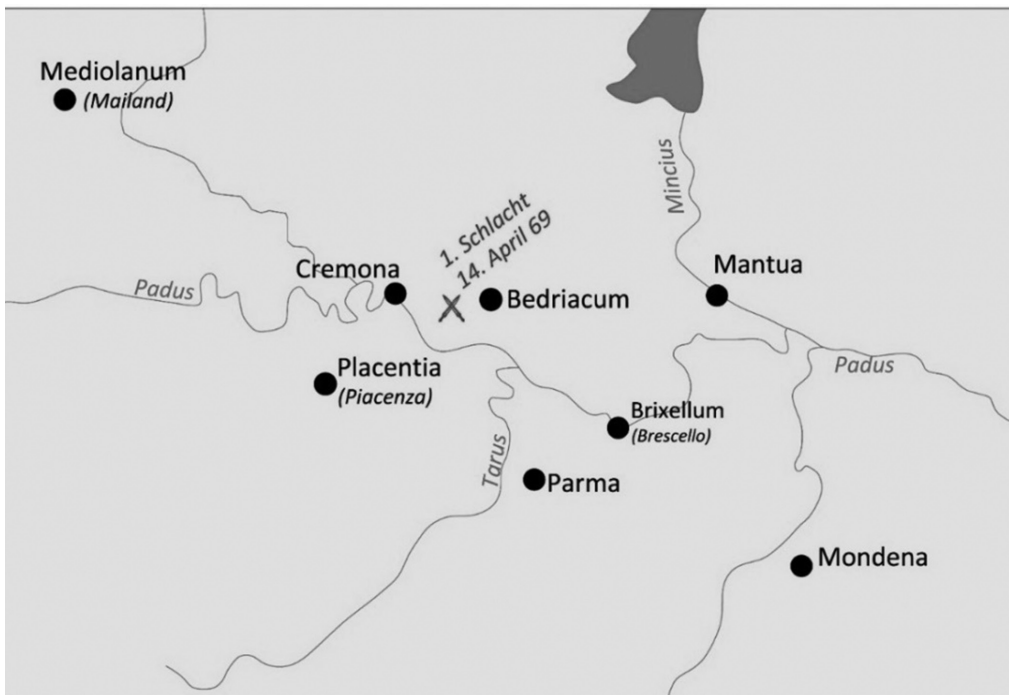 Mediolanum
(Mailand)
Mincius
1. Schlacht
14. April 69
Cremona
Mantua
Padus
Bedriacum
Placentia
(Piacenza)
Padus
Brixellum
(Brescello)
Tarus
Parma
Mondena